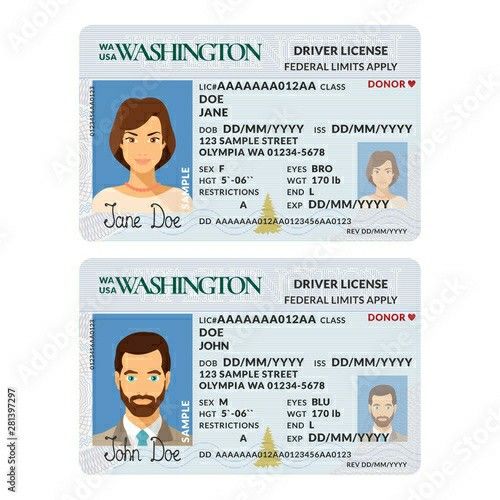 WA USA WASHINGTON DRIVER LICENSE
FEDERAL LIMITS APPLY
LIC#AAAAAAA012AA CLASS
DONOR♥
DOE
JANE
DOB DD/MM/YYYY ISS DD/MM/YYYY
123 SAMPLE STREET
OLYMPIA WA 01234-5678
SEX F EYES BRO
HGT 5´-06`` WGT 170 lb
RESTRICTIONS END L
A EXP DD/MM/YYYY
DD AAAAAAA012AA0123456AA0123
REV DD/MM/YYYY
0123456AA0123
SAMPLE
Jane Doe
WA USA WASHINGTON DRIVER LICENSE
FEDERAL LIMITS APPLY
LIC#AAAAAAA012AA CLASS
DONOR♥
DOE
JOHN
DOB DD/MM/YYYY ISS DD/MM/YYYY
123 SAMPLE STREET
OLYMPIA WA 01234-5678
SEX M EYES BLU
HGT 5´-06`` WGT 170 lb
RESTRICTIONS END L
A EXP DD/MM/YYYY
DD AAAAAAA012AA0123456AA0123
REV DD/MM/YYYY
0123456AA0123
SAMPLE
John Doe
Adobe Stock | #281397297